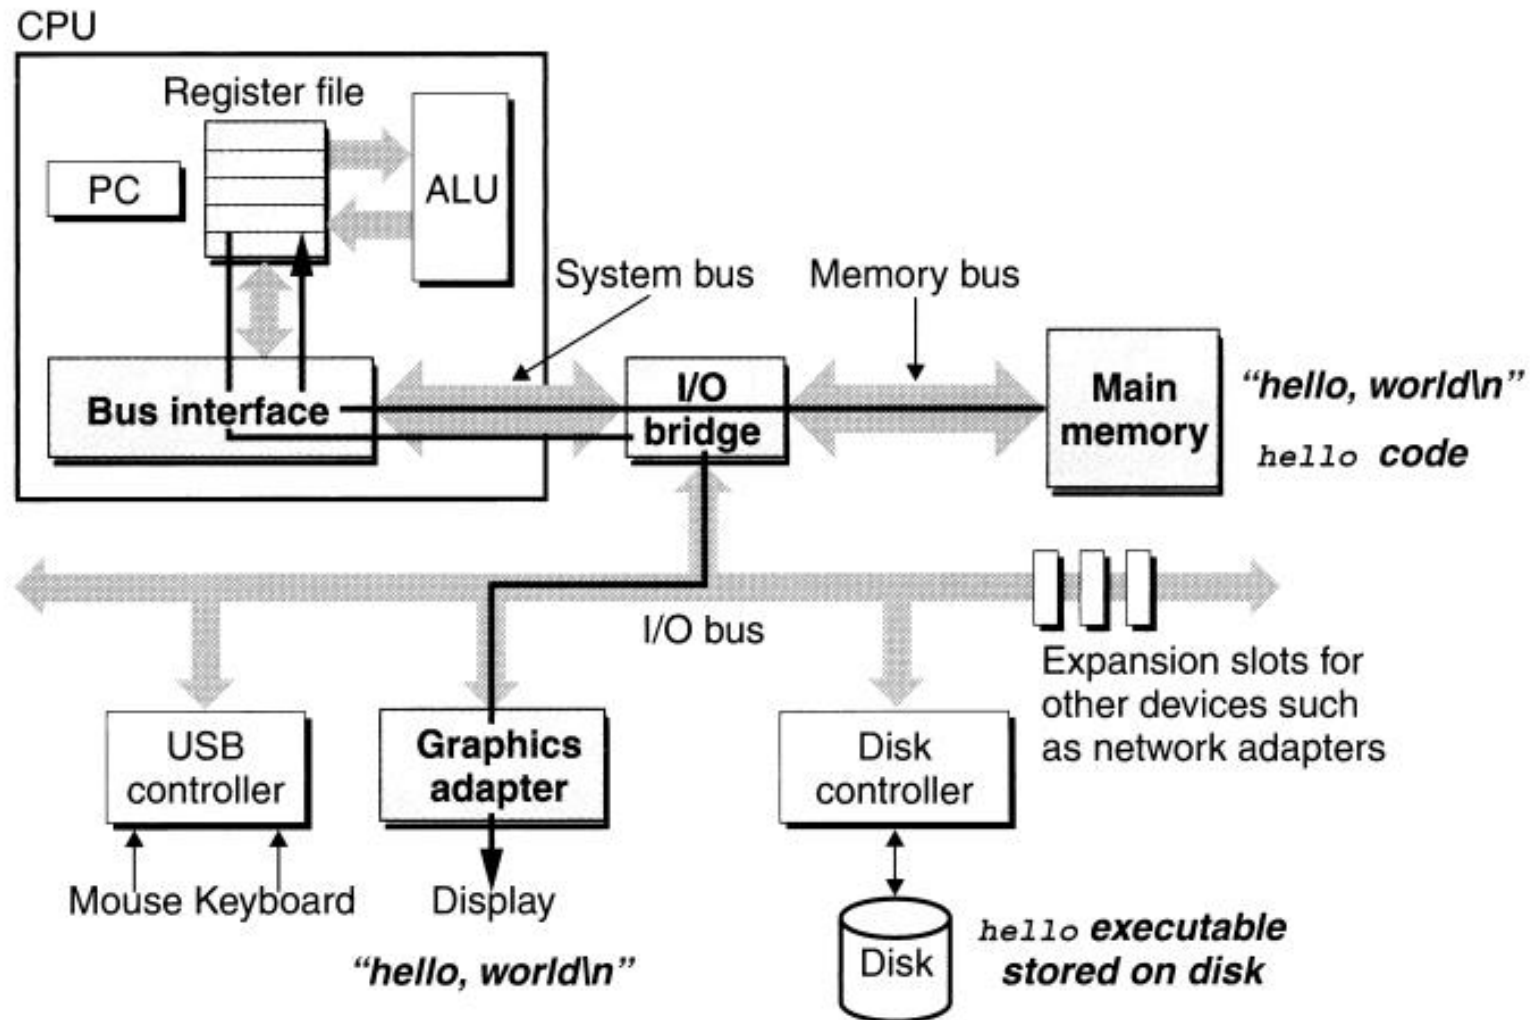 CPU
Register file
PC
ALU
System bus
Memory bus
Bus interface
I/O
bridge
Main
memory
“hello, world\n”
hello code
I/O bus
Expansion slots for
other devices such
as network adapters
USB
controller
Graphics
adapter
Disk
controller
Mouse Keyboard
Display
“hello, world\n”
Disk
hello executable
stored on disk